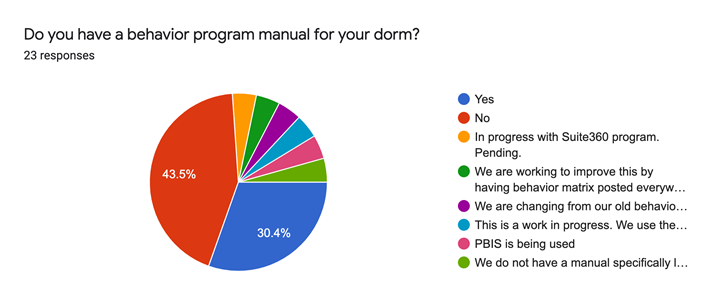 Do you have a behavior program manual for your dorm?
23 responses
43.5%
30.4%
Yes
No
In progress with Suite360 program.
Pending.
We are working to improve this by
having behavior matrix posted everyw…
We are changing from our old behavio…
This is a work in progress. We use the…
PBIS is being used
We do not have a manual specifically l…